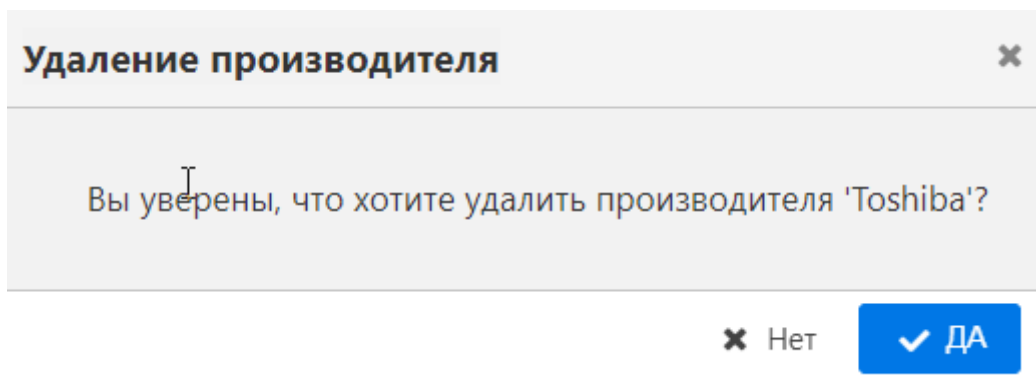 Удаление производителя
Вы уверены, что хотите удалить производителя 'Toshiba'?
Нет
ДА